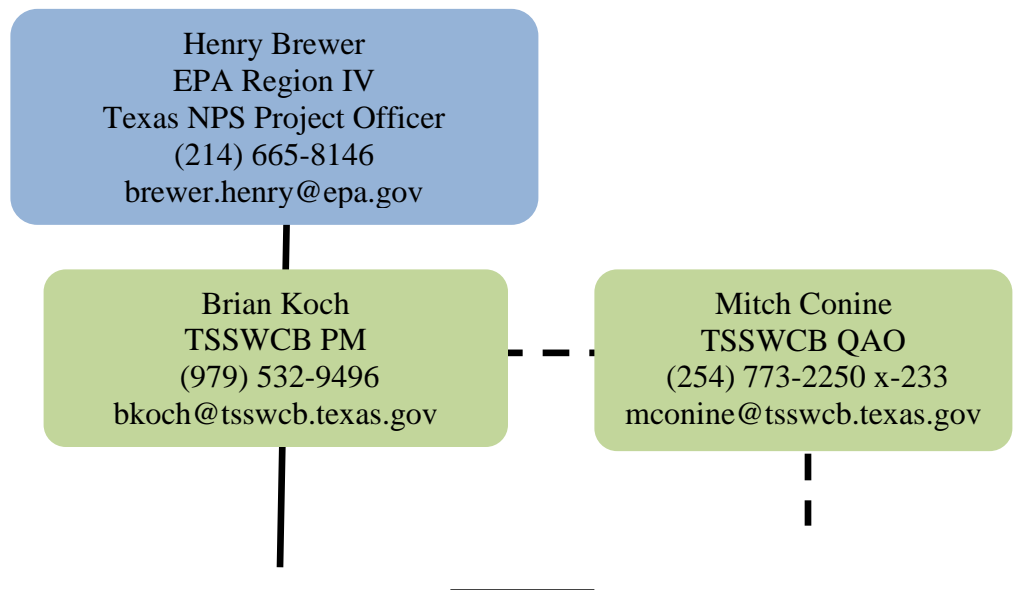 Henry Brewer
EPA Region IV
Texas NPS Project Officer
(214) 665-8146
brewer.henry@epa.gov
Brian Koch
TSSWCB PM
(979) 532-9496
bkoch@tsswcb.texas.gov
Mitch Conine
TSSWCB QAO
(254) 773-2250 x-233
mconine@tsswcb.texas.gov